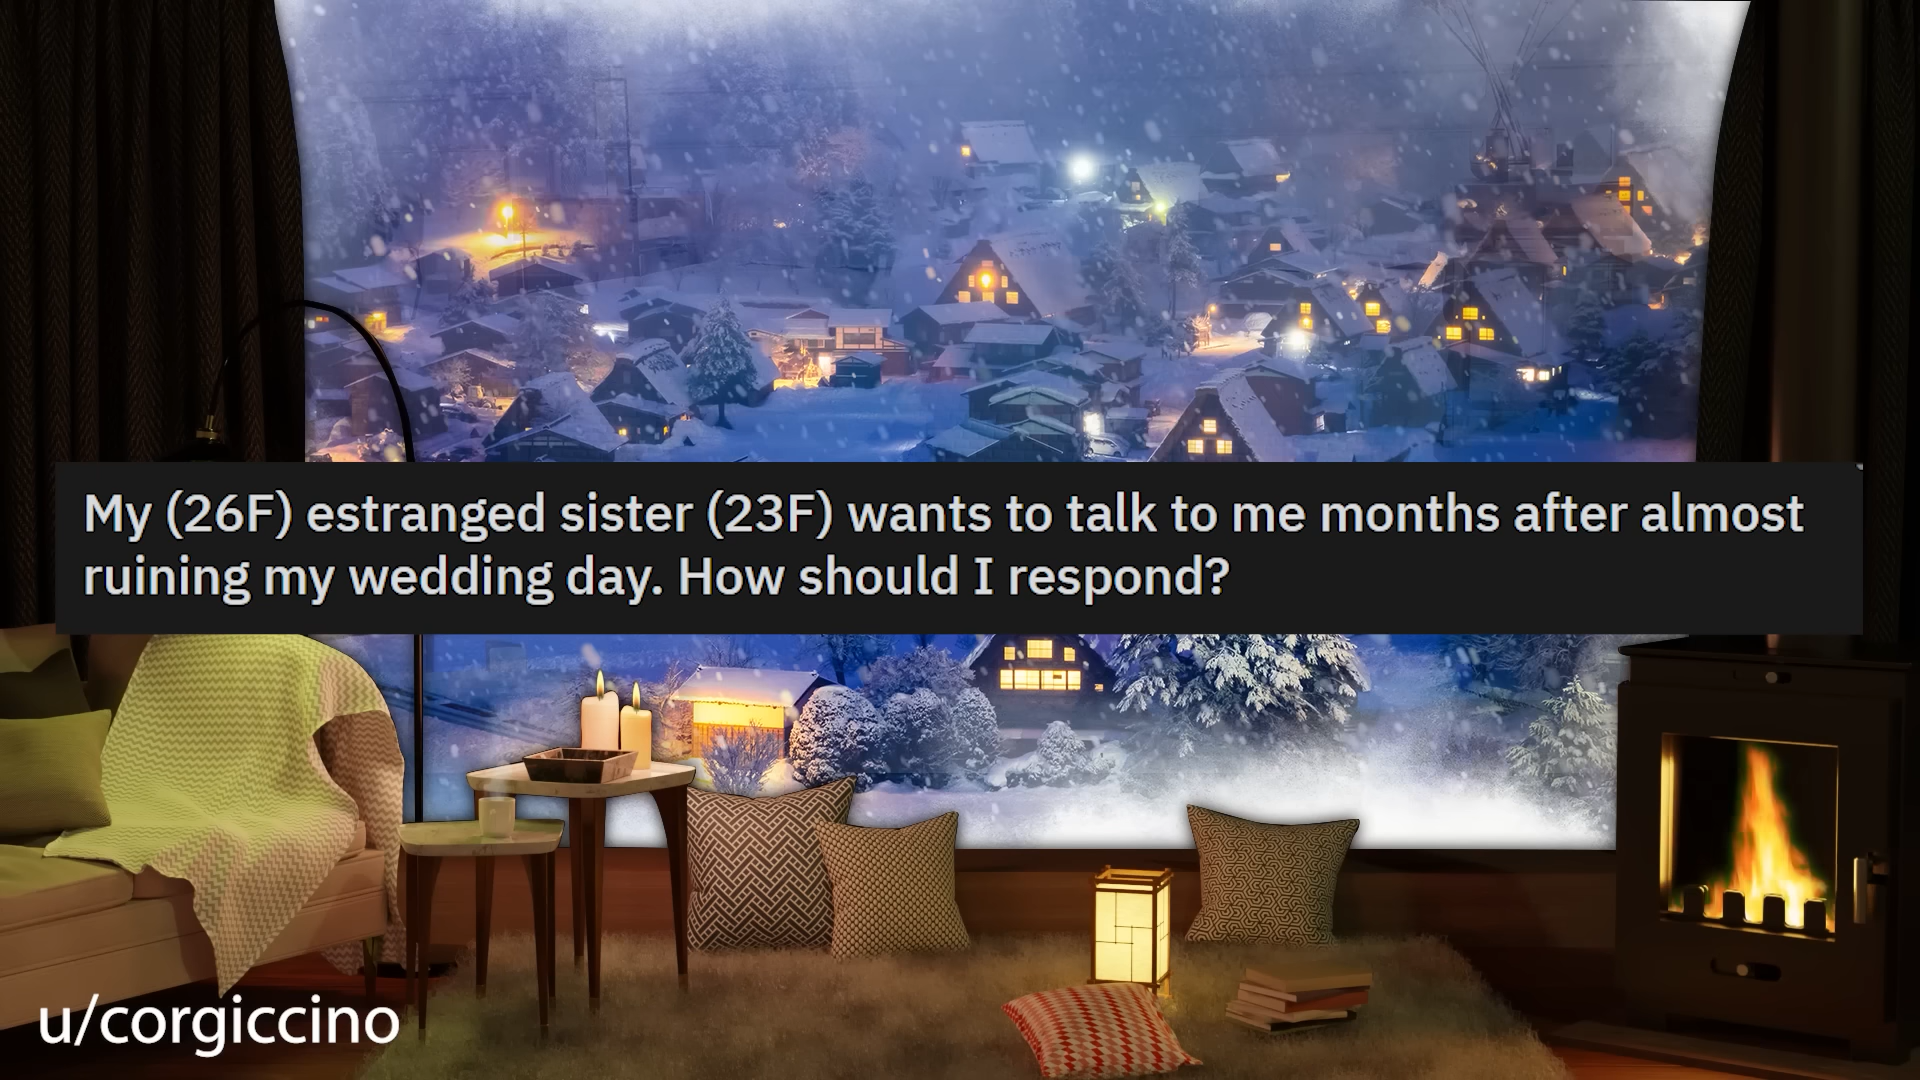 My (26F) estranged sister (23F) wants to talk to me months after almost
ruining my wedding day. How should I respond?
u/corgiccino